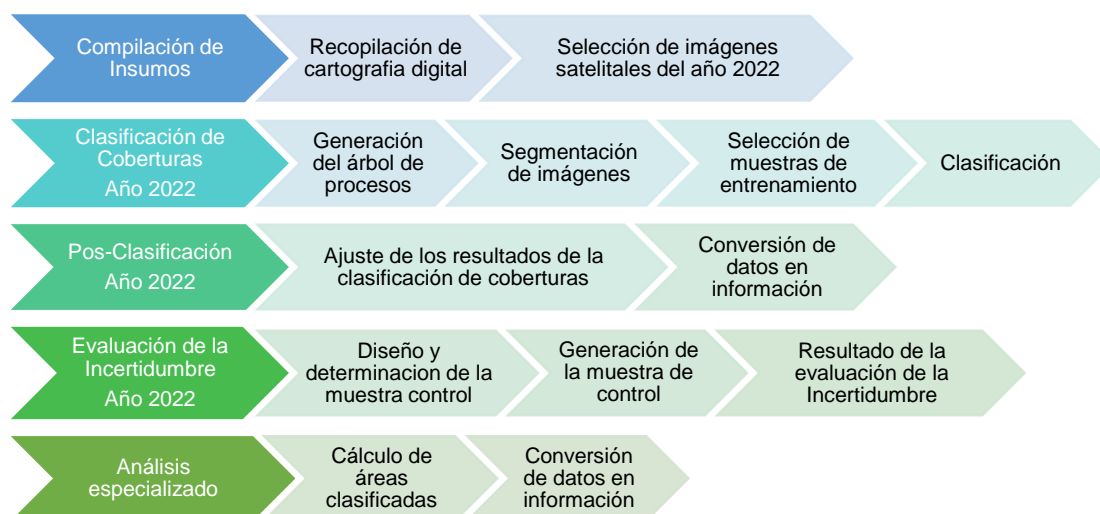 Compilación de
Insumos
Recopilación de
cartografia digital
Selección de imágenes
satelitales del año 2022
Clasificación de
Coberturas
Año 2022
Generación
del árbol de
procesos
Segmentación
de imágenes
Selección de
muestras de
entrenamiento
Clasificación
Pos-Clasificación
Año 2022
Ajuste de los resultados de la
clasificación de coberturas
Conversión de
datos en
información
Evaluación de la
Incertidumbre
Año 2022
Diseño y
determinacion de la
muestra control
Generación de
la muestra de
control
Resultado de la
evaluación de la
Incertidumbre
Análisis
especializado
Cálculo de
áreas
clasificadas
Conversión
de datos en
información